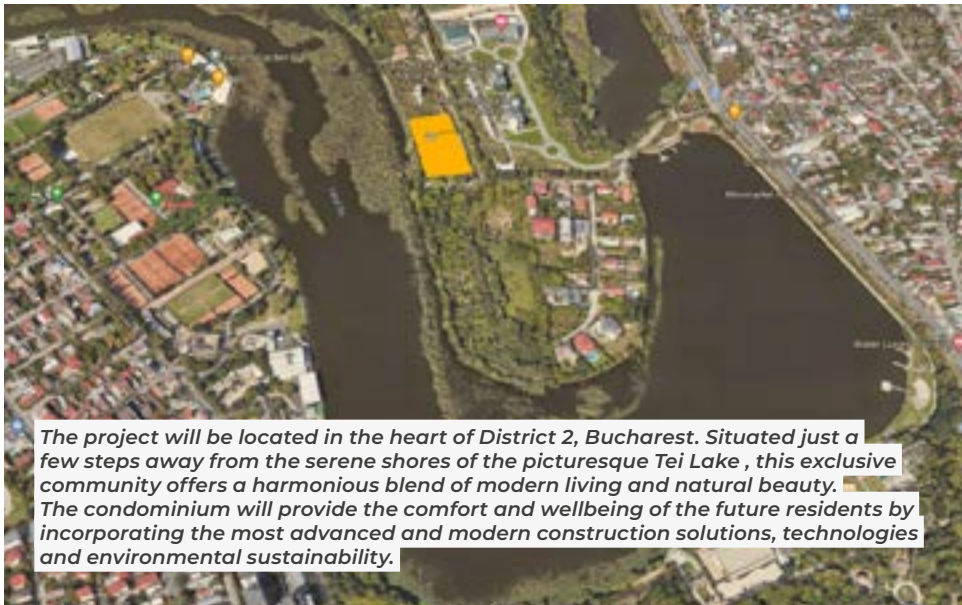 The project will be located in the heart of District 2, Bucharest. Situated just a
few steps away from the serene shores of the picturesque Tei Lake , this exclusive
community offers a harmonious blend of modern living and natural beauty.
The condominium will provide the comfort and wellbeing of the future residents by
incorporating the most advanced and modern construction solutions, technologies
and environmental sustainability.